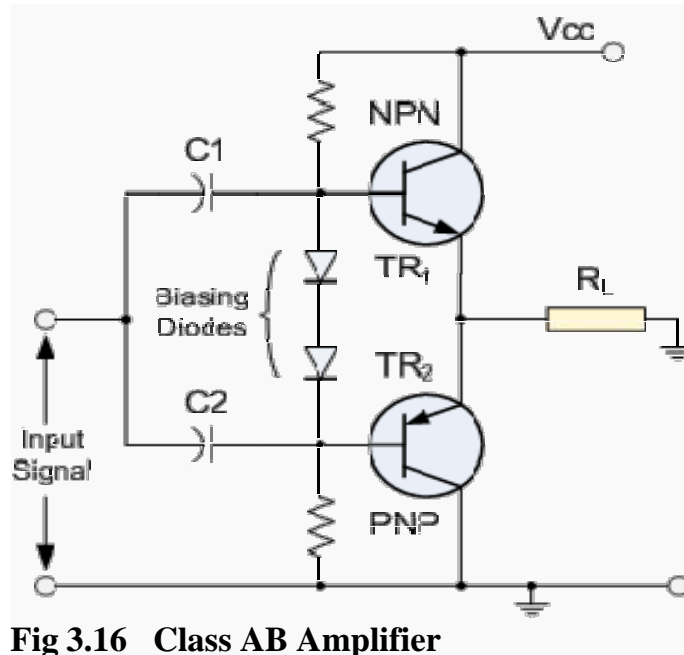 Vcc
NPN
C1
TR1
RL
Biasing
Diodes
TR2
C2
Input
Signal
PNP
Fig 3.16 Class AB Amplifier